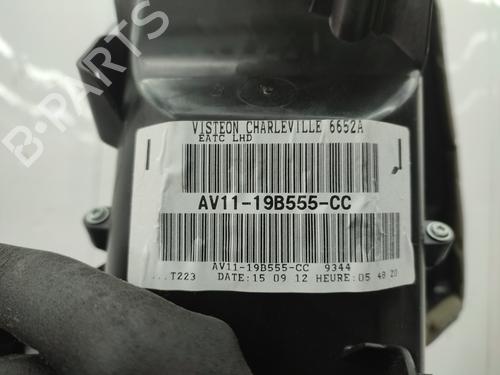 VISTEON CHARLEVILLE 6652A
EATC LHD
AV11-19B555-CC
AV11-19B555-CC 9344
...T223 DATE:15 09 12 HEURE:05 48 20
B-PARTS